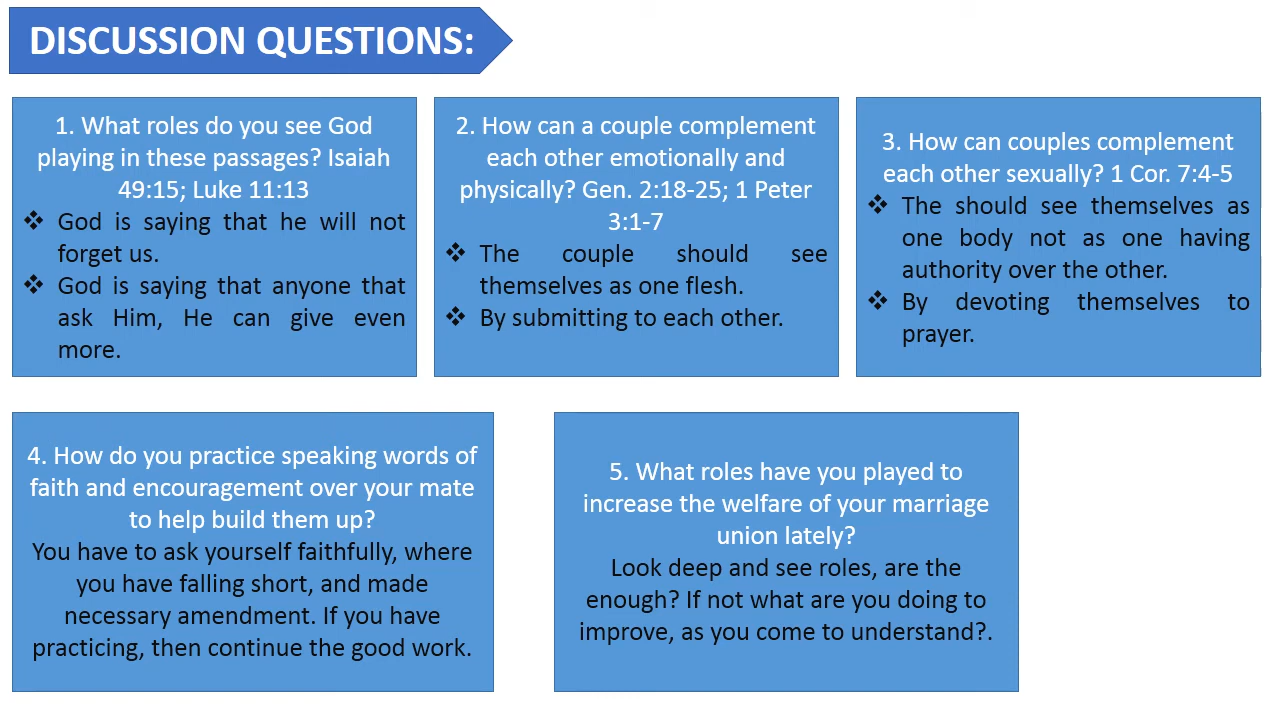 DISCUSSION QUESTIONS:
1. What roles do you see God
playing in these passages? Isaiah
49:15; Luke 11:13
❖ God is saying that he will not
forget us.
❖ God is saying that anyone that
ask Him, He can give even
more.
2. How can a couple complement
each other emotionally and
physically? Gen. 2:18-25; 1 Peter
3:1-7
❖ The couple should see
themselves as one flesh.
❖ By submitting to each other.
3. How can couples complement
each other sexually? 1 Cor. 7:4-5
❖ The should see themselves as
one body not as one having
authority over the other.
❖ By devoting themselves to
prayer.
4. How do you practice speaking words of
faith and encouragement over your mate
to help build them up?
You have to ask yourself faithfully, where
you have falling short, and made
necessary amendment. If you have
practicing, then continue the good work.
5. What roles have you played to
increase the welfare of your marriage
union lately?
Look deep and see roles, are the
enough? If not what are you doing to
improve, as you come to understand?.